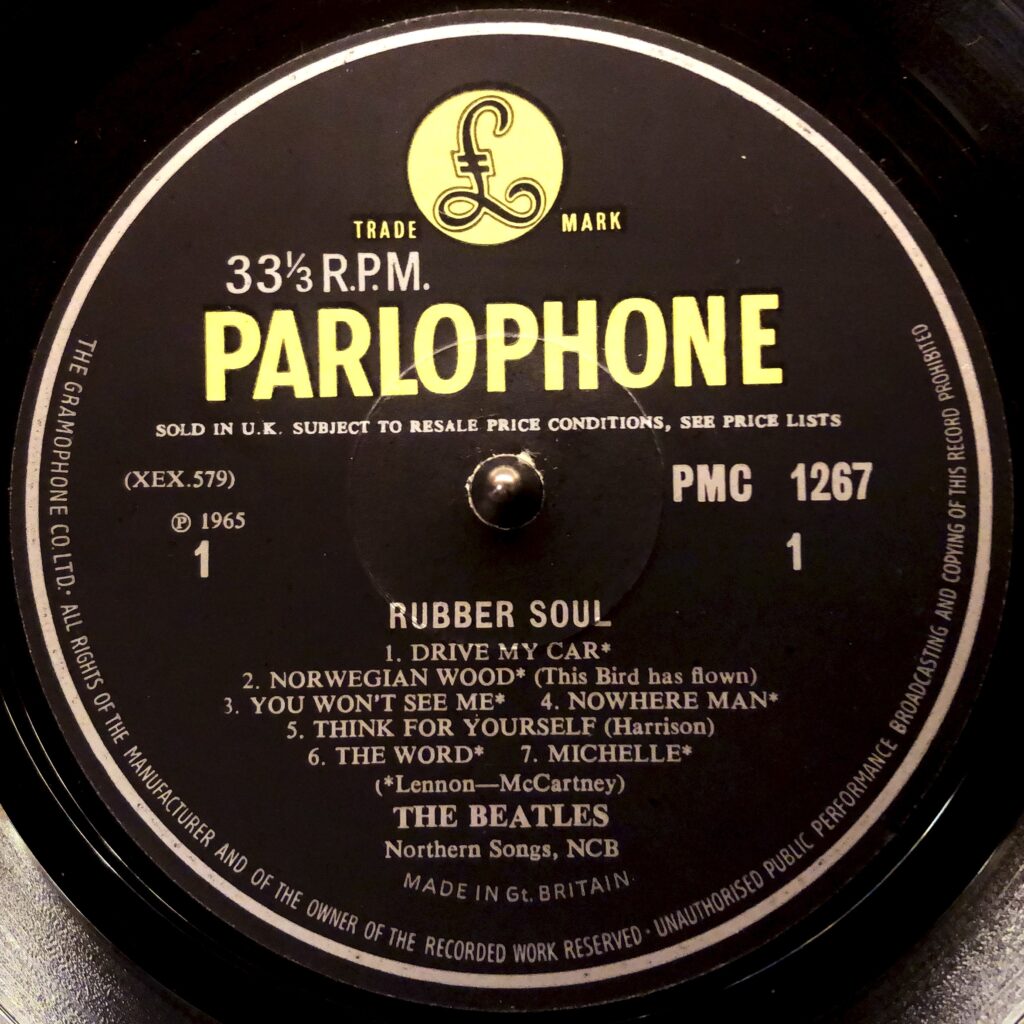 £
TRADE MARK
33⅓ R.P.M.
PARLOPHONE
SOLD IN U.K. SUBJECT TO RESALE PRICE CONDITIONS, SEE PRICE LISTS
(XEX.579)
PMC 1267
℗ 1965
1
1
RUBBER SOUL
1. DRIVE MY CAR*
2. NORWEGIAN WOOD* (This Bird has flown)
3. YOU WON'T SEE ME* 4. NOWHERE MAN*
5. THINK FOR YOURSELF (Harrison)
6. THE WORD* 7. MICHELLE*
(*Lennon—McCartney)
THE BEATLES
Northern Songs, NCB
MADE IN Gt. BRITAIN
THE GRAMOPHONE CO. LTD. · ALL RIGHTS OF THE MANUFACTURER AND OF THE OWNER OF THE RECORDED WORK RESERVED · UNAUTHORISED PUBLIC PERFORMANCE BROADCASTING AND COPYING OF THIS RECORD PROHIBITED